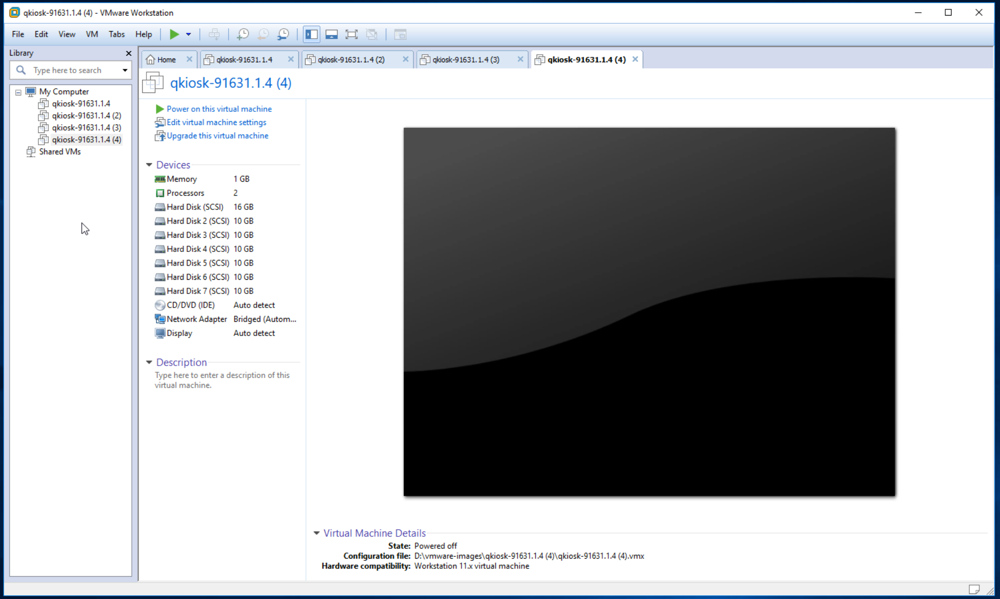 qkiosk-91631.1.4 (4) - VMware Workstation
File Edit View VM Tabs Help
Library
Type here to search
My Computer
qkiosk-91631.1.4
qkiosk-91631.1.4 (2)
qkiosk-91631.1.4 (3)
qkiosk-91631.1.4 (4)
Shared VMs
Home qkiosk-91631.1.4 qkiosk-91631.1.4 (2) qkiosk-91631.1.4 (3) qkiosk-91631.1.4 (4)
qkiosk-91631.1.4 (4)
Power on this virtual machine
Edit virtual machine settings
Upgrade this virtual machine
Devices
Memory 1 GB
Processors 2
Hard Disk (SCSI) 16 GB
Hard Disk 2 (SCSI) 10 GB
Hard Disk 3 (SCSI) 10 GB
Hard Disk 4 (SCSI) 10 GB
Hard Disk 5 (SCSI) 10 GB
Hard Disk 6 (SCSI) 10 GB
Hard Disk 7 (SCSI) 10 GB
CD/DVD (IDE) Auto detect
Network Adapter Bridged (Autom...
Display Auto detect
Description
Type here to enter a description of this
virtual machine.
Virtual Machine Details
State: Powered off
Configuration file: D:\vmware-images\qkiosk-91631.1.4 (4)\qkiosk-91631.1.4 (4).vmx
Hardware compatibility: Workstation 11.x virtual machine